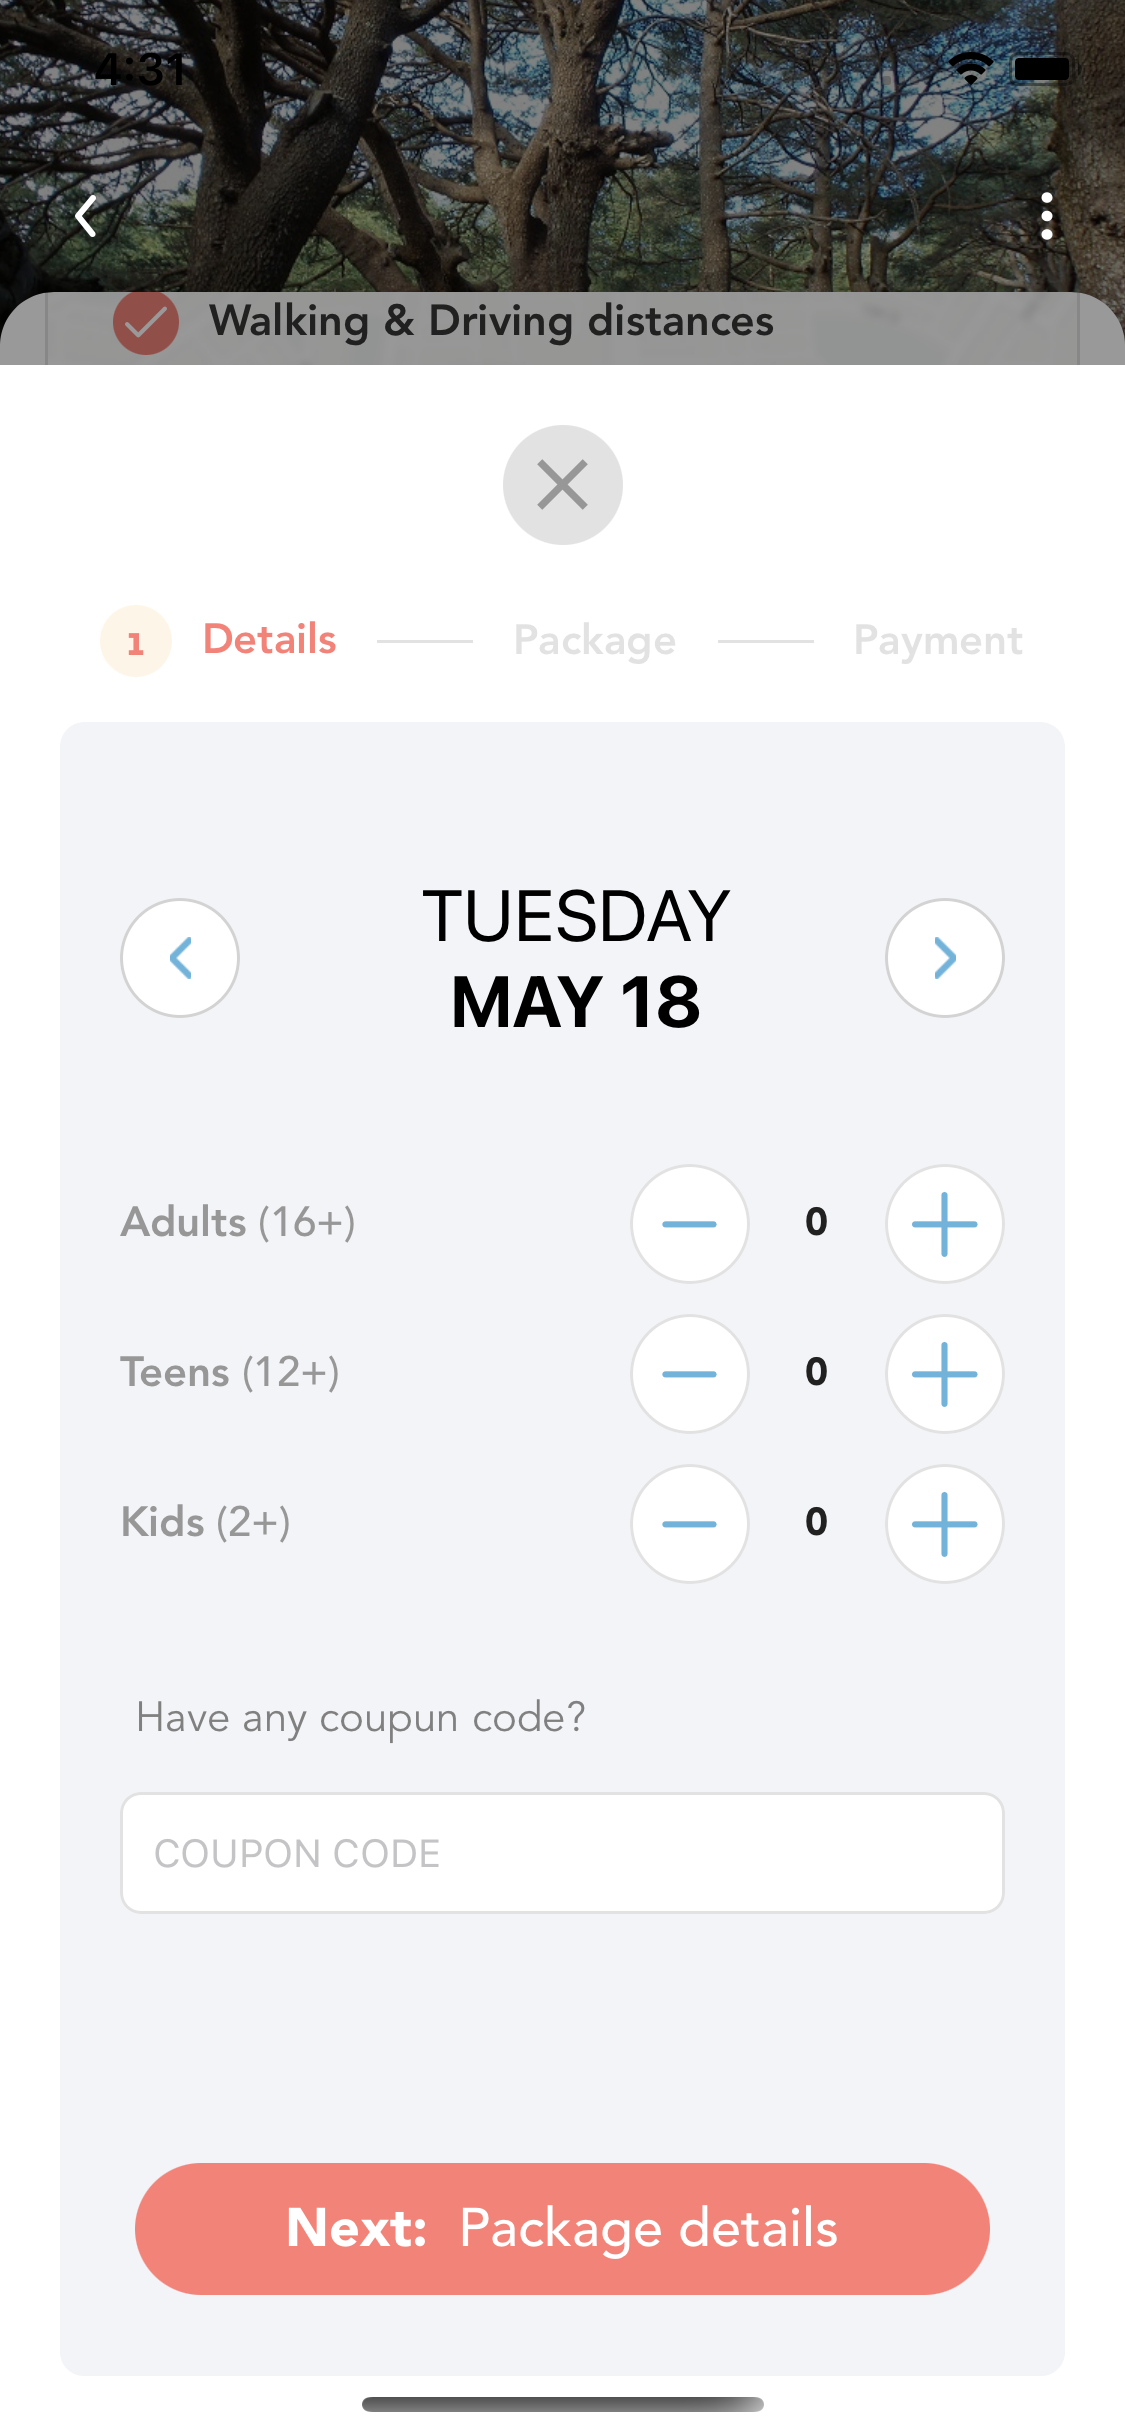 4:31
Walking & Driving distances
1 Details Package Payment
TUESDAY
MAY 18
Adults (16+) 0
Teens (12+) 0
Kids (2+) 0
Have any coupun code?
COUPON CODE
Next: Package details